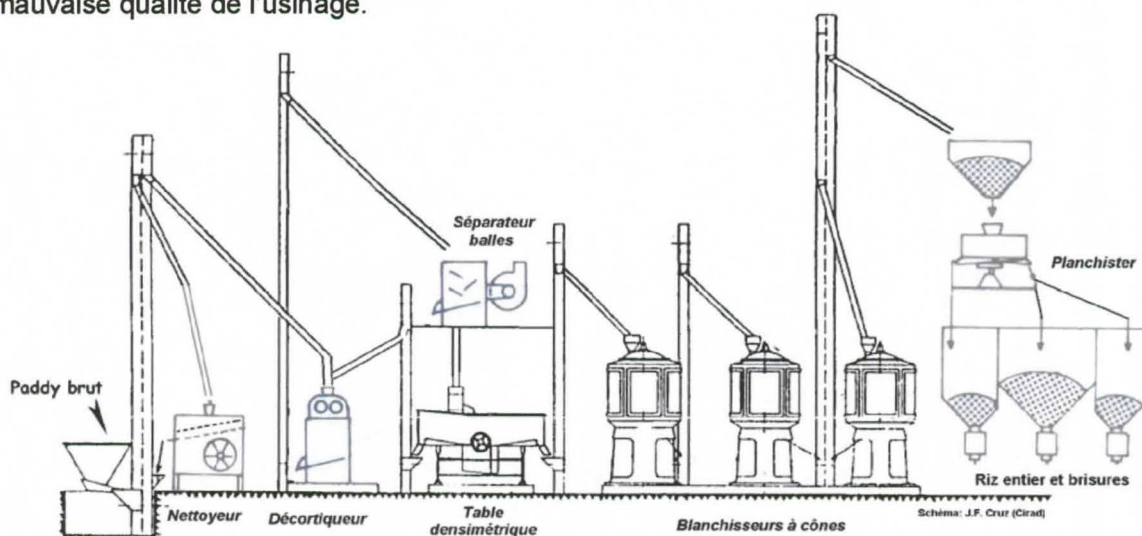 mauvaise qualité de l'usinage.
Séparateur
balles
Planchister
Paddy brut
Nettoyeur
Décortiqueur
Table
densimétrique
Blanchisseurs à cônes
Riz entier et brisures
Schéma: J.F. Cruz (Cirad)